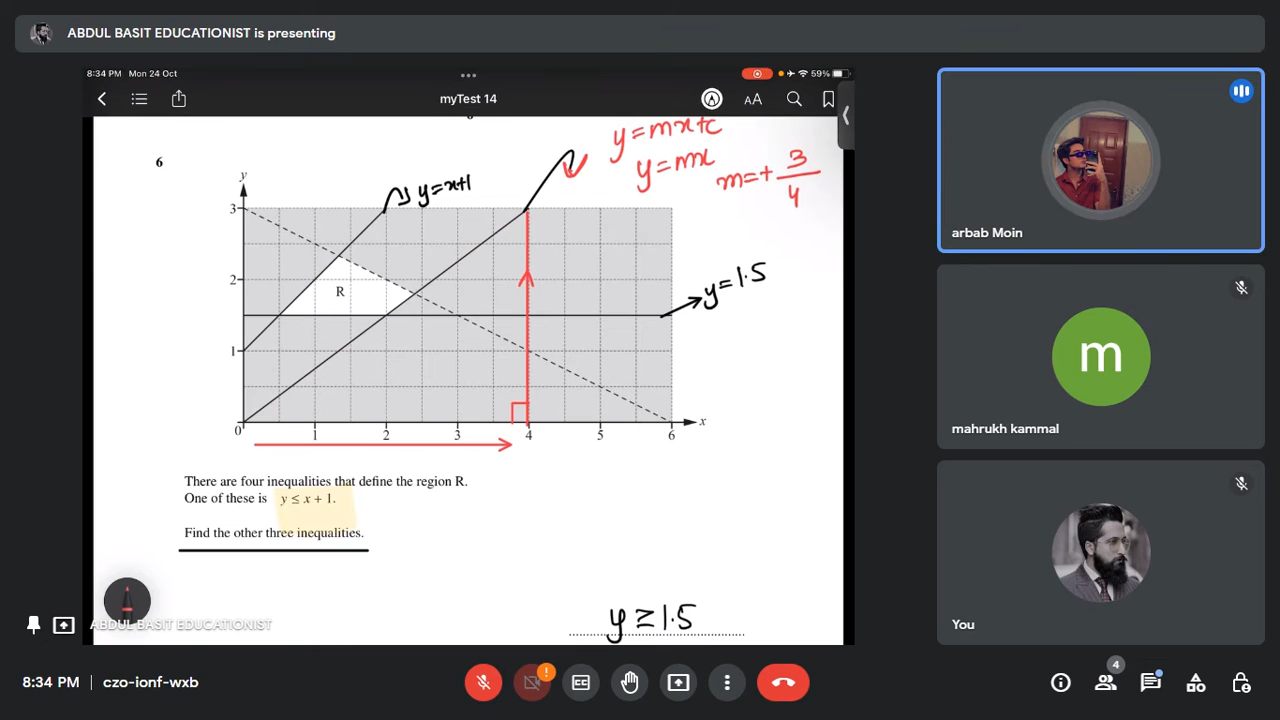 ABDUL BASIT EDUCATIONIST is presenting
8:34 PM Mon 24 Oct
59%
myTest 14
AA
6
y = mx + c
y = mx
m = + 3/4
y = x+1
y
3
2
1
0
R
y = 1.5
1 2 3 4 5 6
x
There are four inequalities that define the region R.
One of these is y ≤ x + 1.
Find the other three inequalities.
y ≥ 1.5
ABDUL BASIT EDUCATIONIST
arbab Moin
m
mahrukh kammal
You
8:34 PM | czo-ionf-wxb
!
CC
4